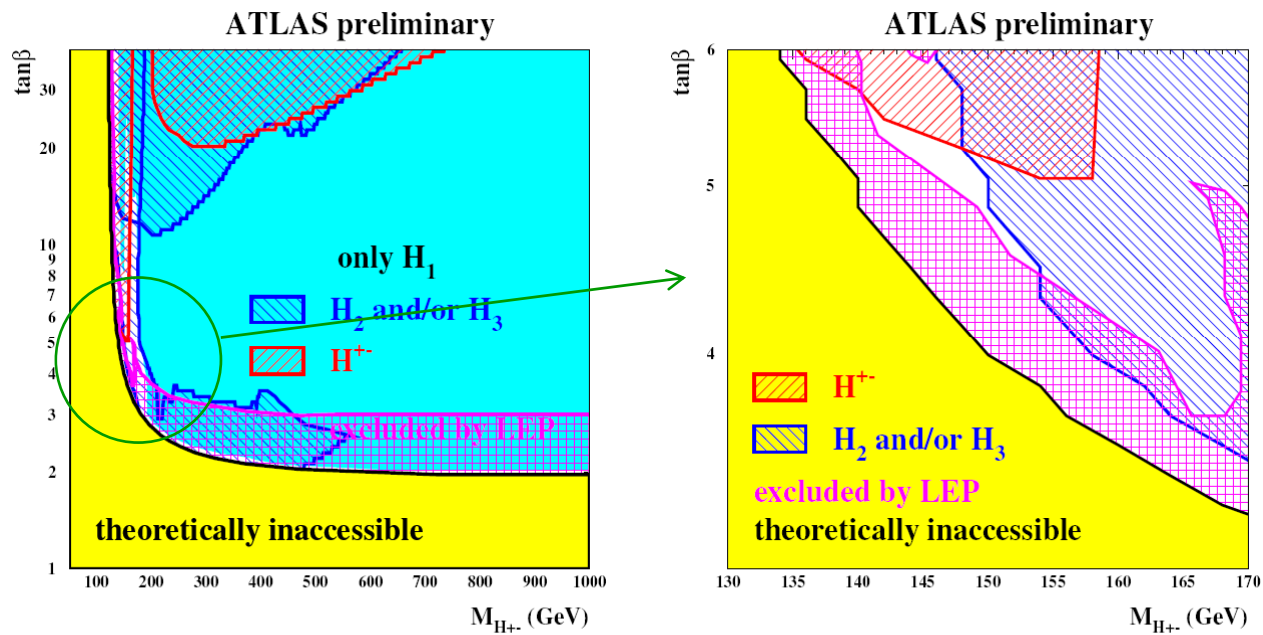 ATLAS preliminary
tanβ
30
20
10
9
8
7
6
5
4
3
2
1
only H1
H2 and/or H3
H+-
excluded by LEP
theoretically inaccessible
100 200 300 400 500 600 700 800 900 1000
MH+- (GeV)
ATLAS preliminary
tanβ
6
5
4
H+-
H2 and/or H3
excluded by LEP
theoretically inaccessible
130 135 140 145 150 155 160 165 170
MH+- (GeV)